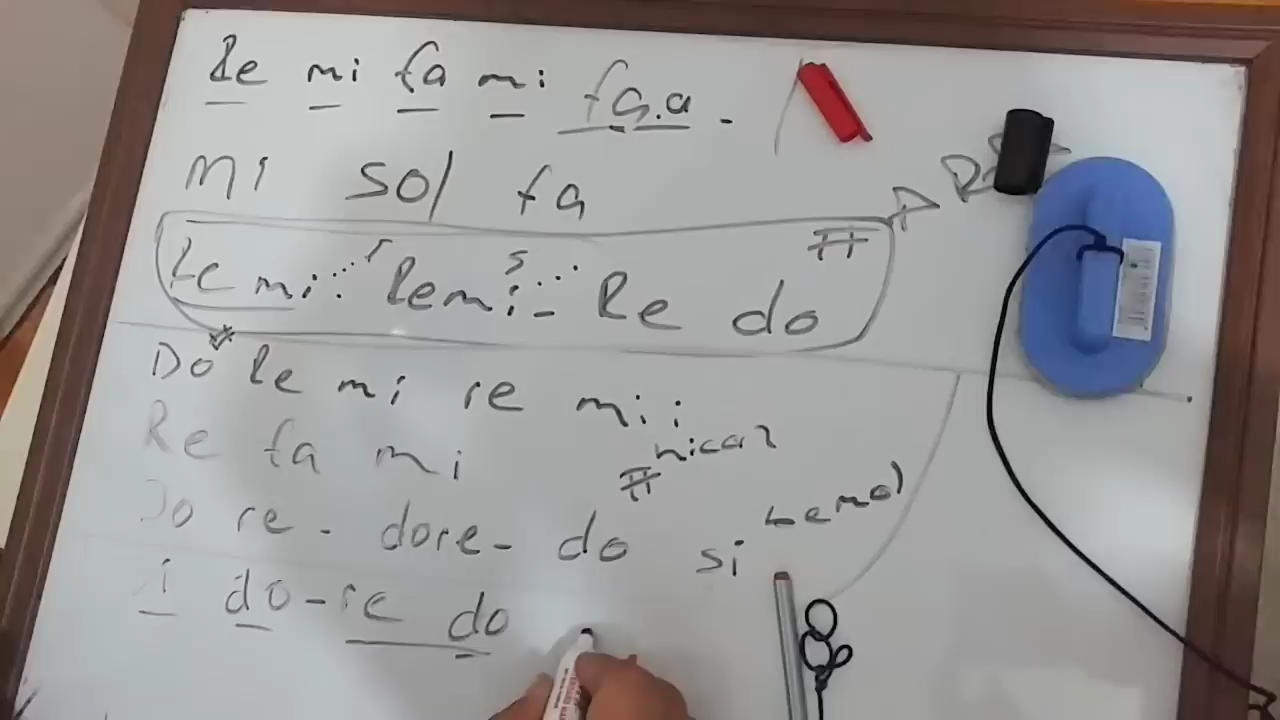 Re mi fa mi fa.a -
mi sol fa
Re mi... Remi... - Re do #
Do Re mi re mi i
Re fa mi # hicaz
Do re - dore - do si bemol
do - re do